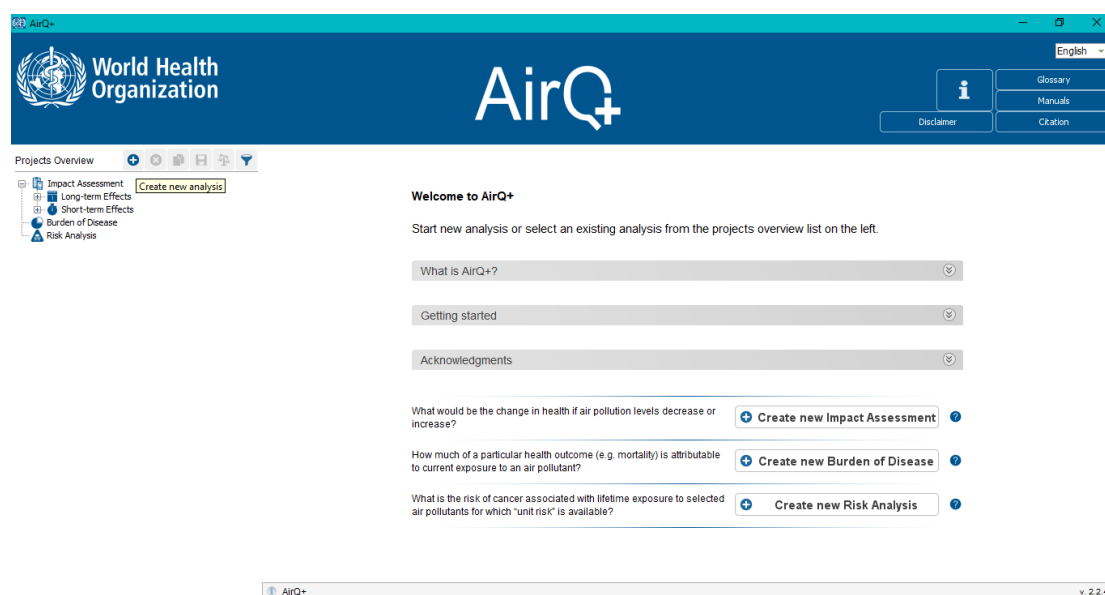 AirQ+
World Health
Organization
AirQ+
English
Glossary
Manuals
Disclaimer
Citation
Projects Overview
Impact Assessment
Create new analysis
Long-term Effects
Short-term Effects
Burden of Disease
Risk Analysis
Welcome to AirQ+
Start new analysis or select an existing analysis from the projects overview list on the left.
What is AirQ+?
Getting started
Acknowledgments
What would be the change in health if air pollution levels decrease or
increase?
Create new Impact Assessment
How much of a particular health outcome (e.g. mortality) is attributable
to current exposure to an air pollutant?
Create new Burden of Disease
What is the risk of cancer associated with lifetime exposure to selected
air pollutants for which "unit risk" is available?
Create new Risk Analysis
AirQ+
v. 2.2.4